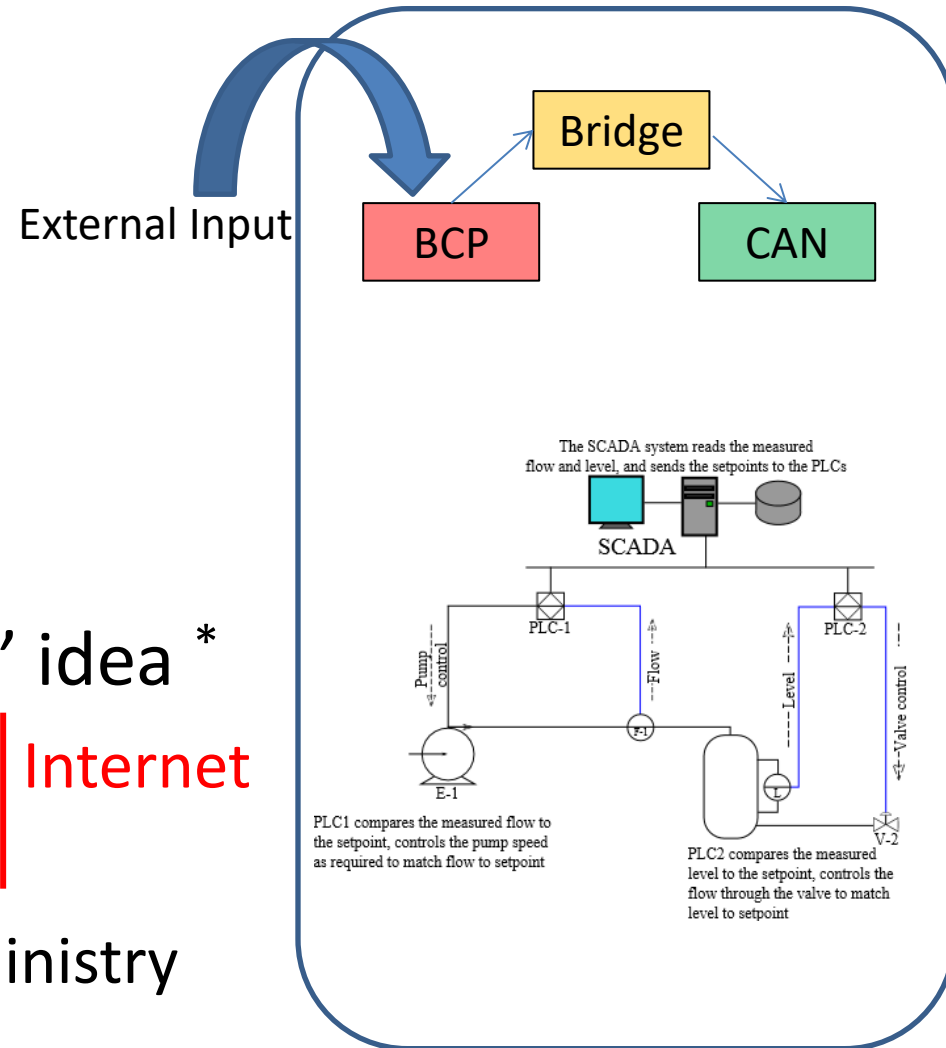 Bridge
External Input
BCP
CAN
The SCADA system reads the measured
flow and level, and sends the setpoints to the PLCs
SCADA
PLC-1
PLC-2
Pump
control
Flow
Level
Valve control
’ idea *
Internet
F-1
L
E-1
V-2
PLC1 compares the measured flow to
the setpoint, controls the pump speed
as required to match flow to setpoint
PLC2 compares the measured
level to the setpoint, controls the
flow through the valve to match
level to setpoint
inistry